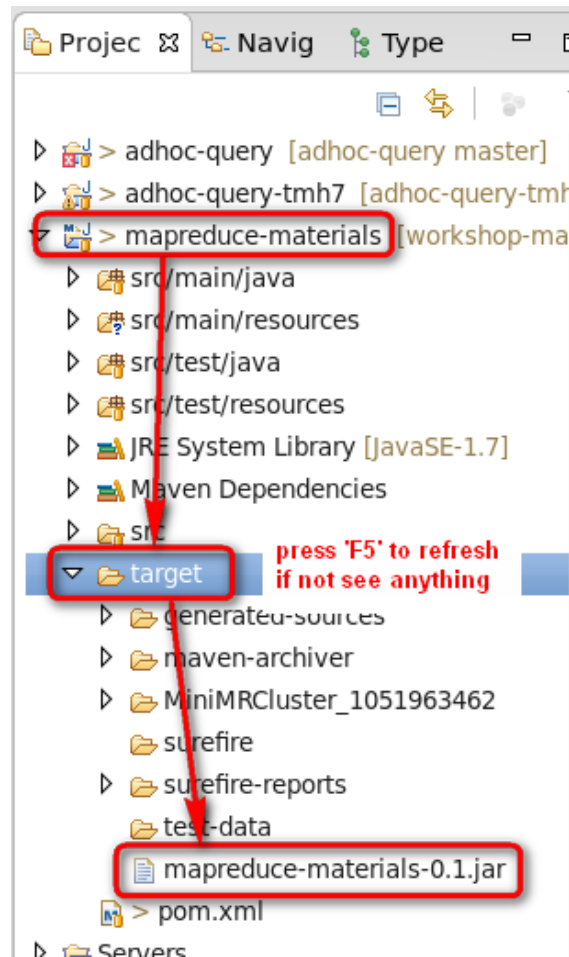 Projec Navig Type
> adhoc-query [adhoc-query master]
> adhoc-query-tmh7 [adhoc-query-tmh
> mapreduce-materials [workshop-ma
src/main/java
src/main/resources
src/test/java
src/test/resources
JRE System Library [JavaSE-1.7]
Maven Dependencies
src
press 'F5' to refresh
target
if not see anything
generated-sources
maven-archiver
MiniMRCluster_1051963462
surefire
surefire-reports
test-data
mapreduce-materials-0.1.jar
> pom.xml
Servers